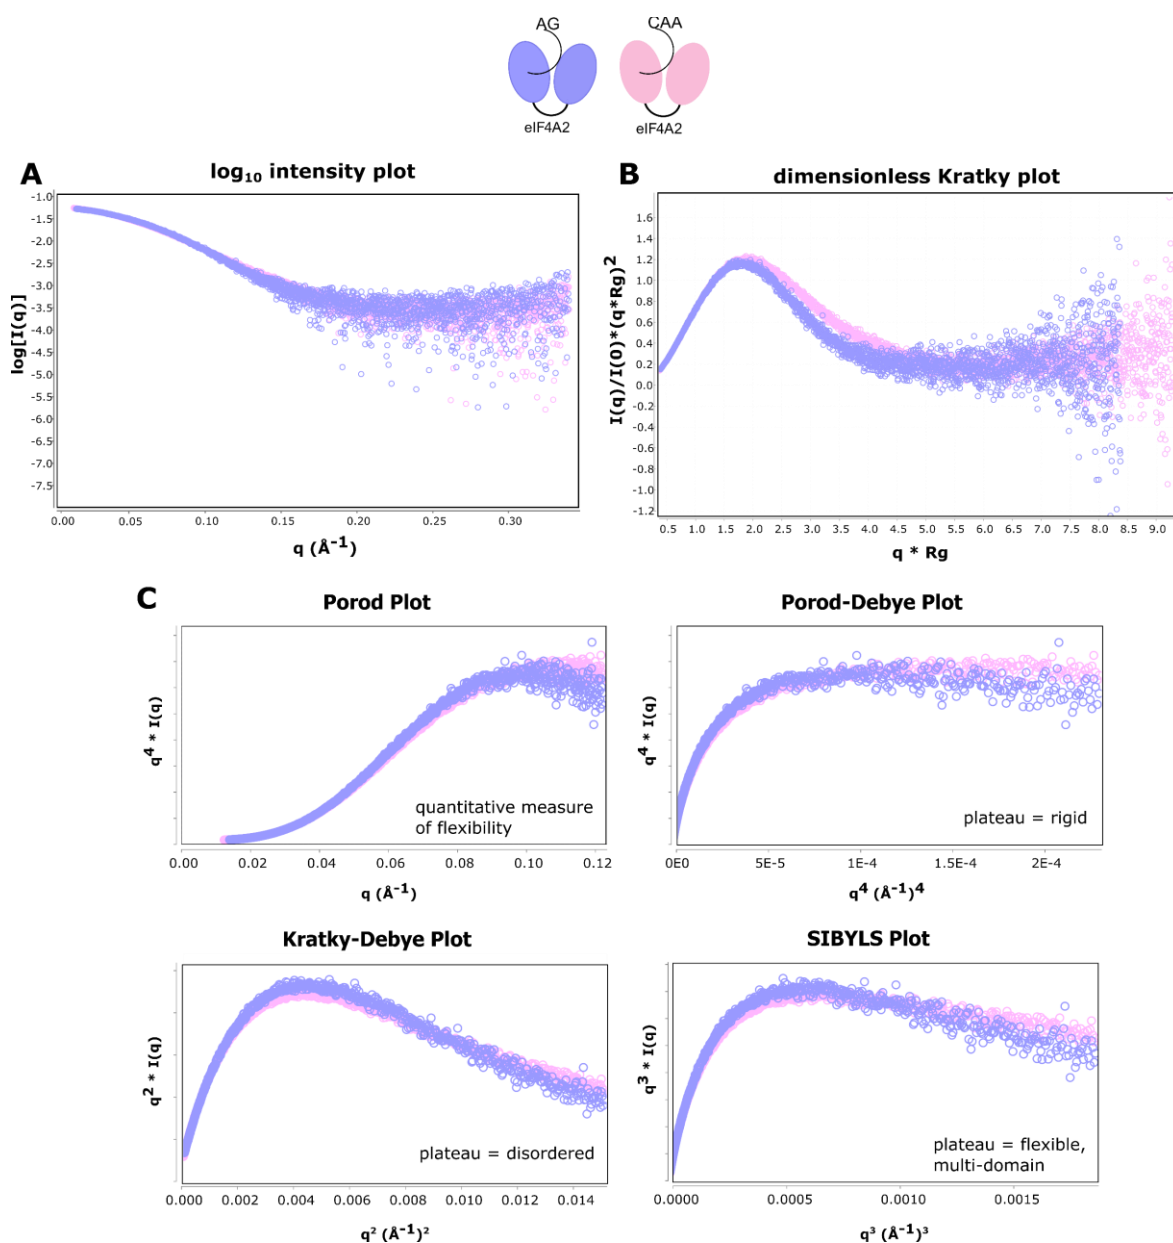 AG CAA
eIF4A2 eIF4A2
A log₁₀ intensity plot
-1.0
-1.5
-2.0
-2.5
-3.0
-3.5
-4.0
-4.5
-5.0
-5.5
-6.0
-6.5
-7.0
-7.5
log[I(q)]
0.00 0.05 0.10 0.15 0.20 0.25 0.30
q (Å⁻¹)
B dimensionless Kratky plot
1.6
1.4
1.2
1.0
0.8
0.6
0.4
0.2
0.0
-0.2
-0.4
-0.6
-0.8
-1.0
-1.2
I(q)/I(0)*(q*Rg)²
0.5 1.0 1.5 2.0 2.5 3.0 3.5 4.0 4.5 5.0 5.5 6.0 6.5 7.0 7.5 8.0 8.5 9.0
q * Rg
C Porod Plot
q⁴ * I(q)
quantitative measure
of flexibility
0.00 0.02 0.04 0.06 0.08 0.10 0.12
q (Å⁻¹)
Porod-Debye Plot
q⁴ * I(q)
plateau = rigid
0E0 5E-5 1E-4 1.5E-4 2E-4
q⁴ (Å⁻¹)⁴
Kratky-Debye Plot
q² * I(q)
plateau = disordered
0.000 0.002 0.004 0.006 0.008 0.010 0.012 0.014
q² (Å⁻¹)²
SIBYLS Plot
q³ * I(q)
plateau = flexible,
multi-domain
0.0000 0.0005 0.0010 0.0015
q³ (Å⁻¹)³